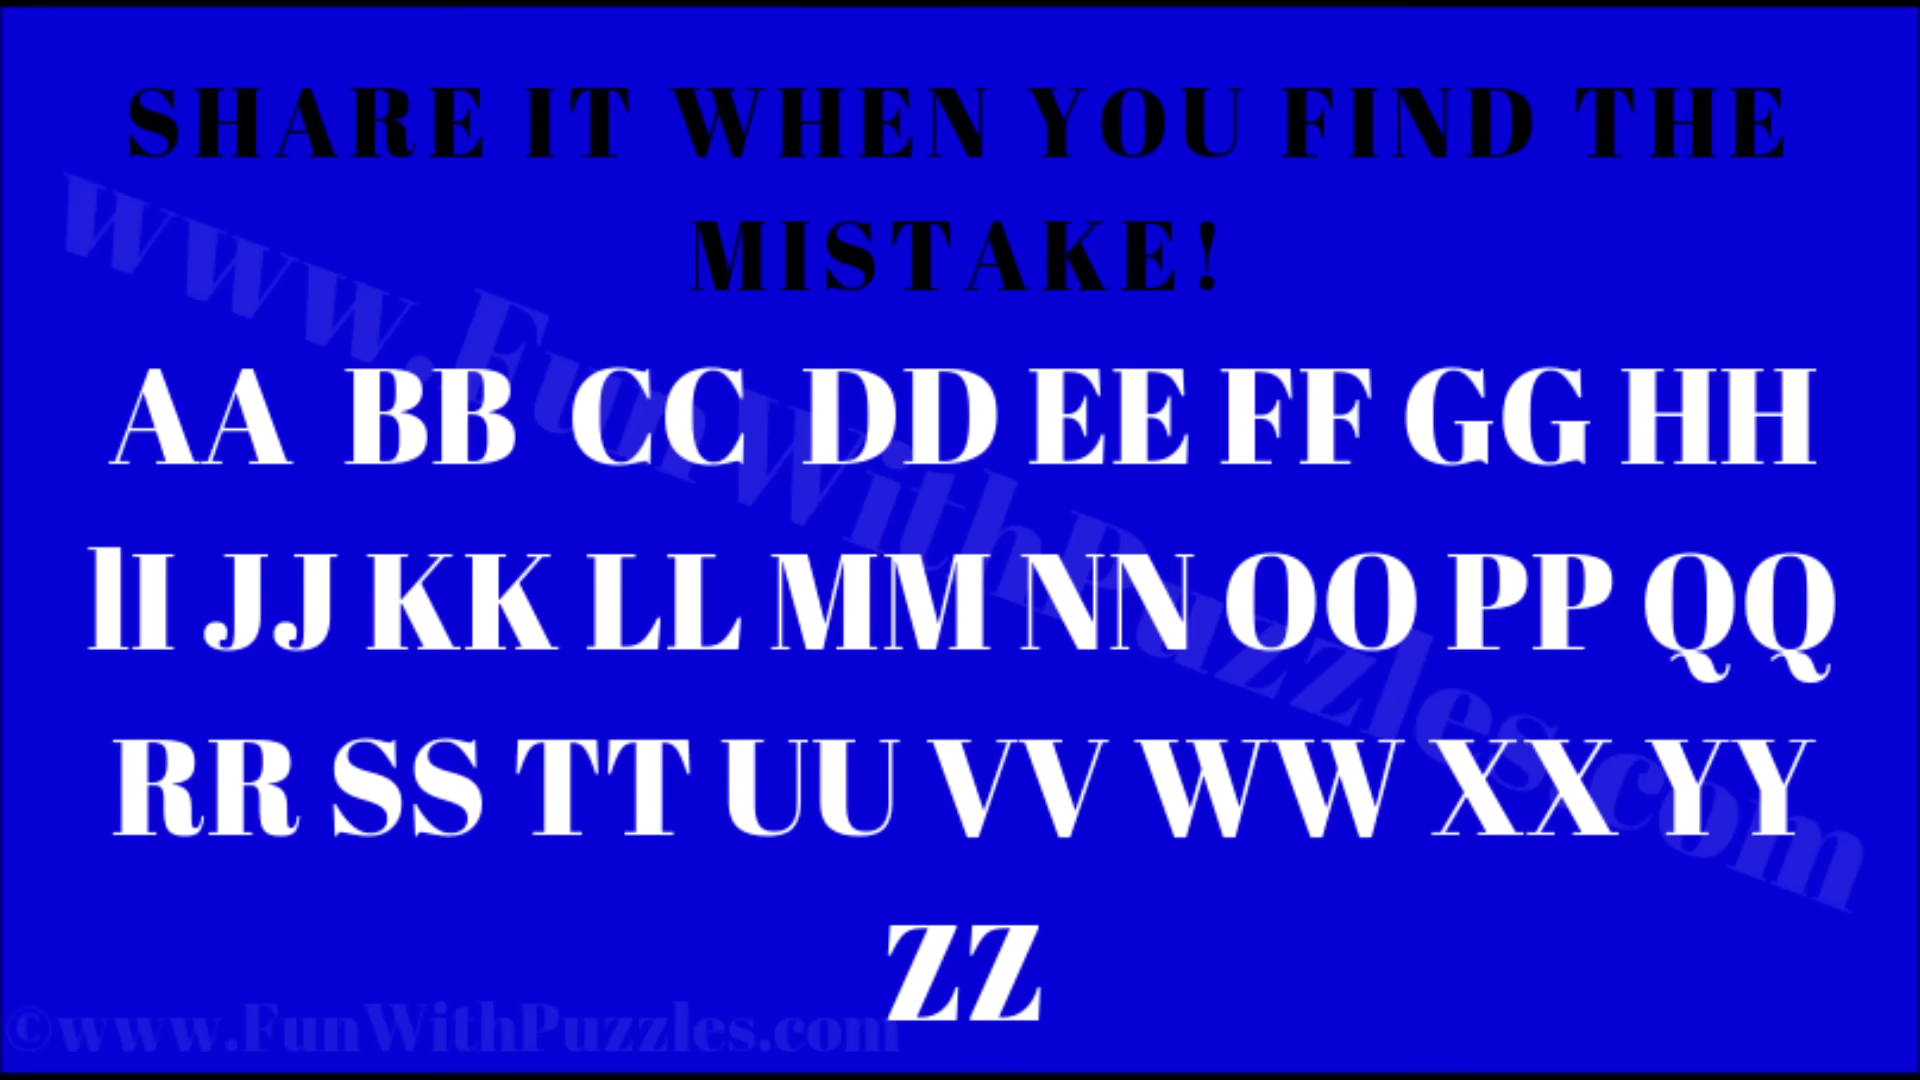 SHARE IT WHEN YOU FIND THE
MISTAKE!
www.FunWithPuzzles.com
AA BB CC DD EE FF GG HH
lI JJ KK LL MM NN OO PP QQ
RR SS TT UU VV WW XX YY
ZZ
©www.FunWithPuzzles.com